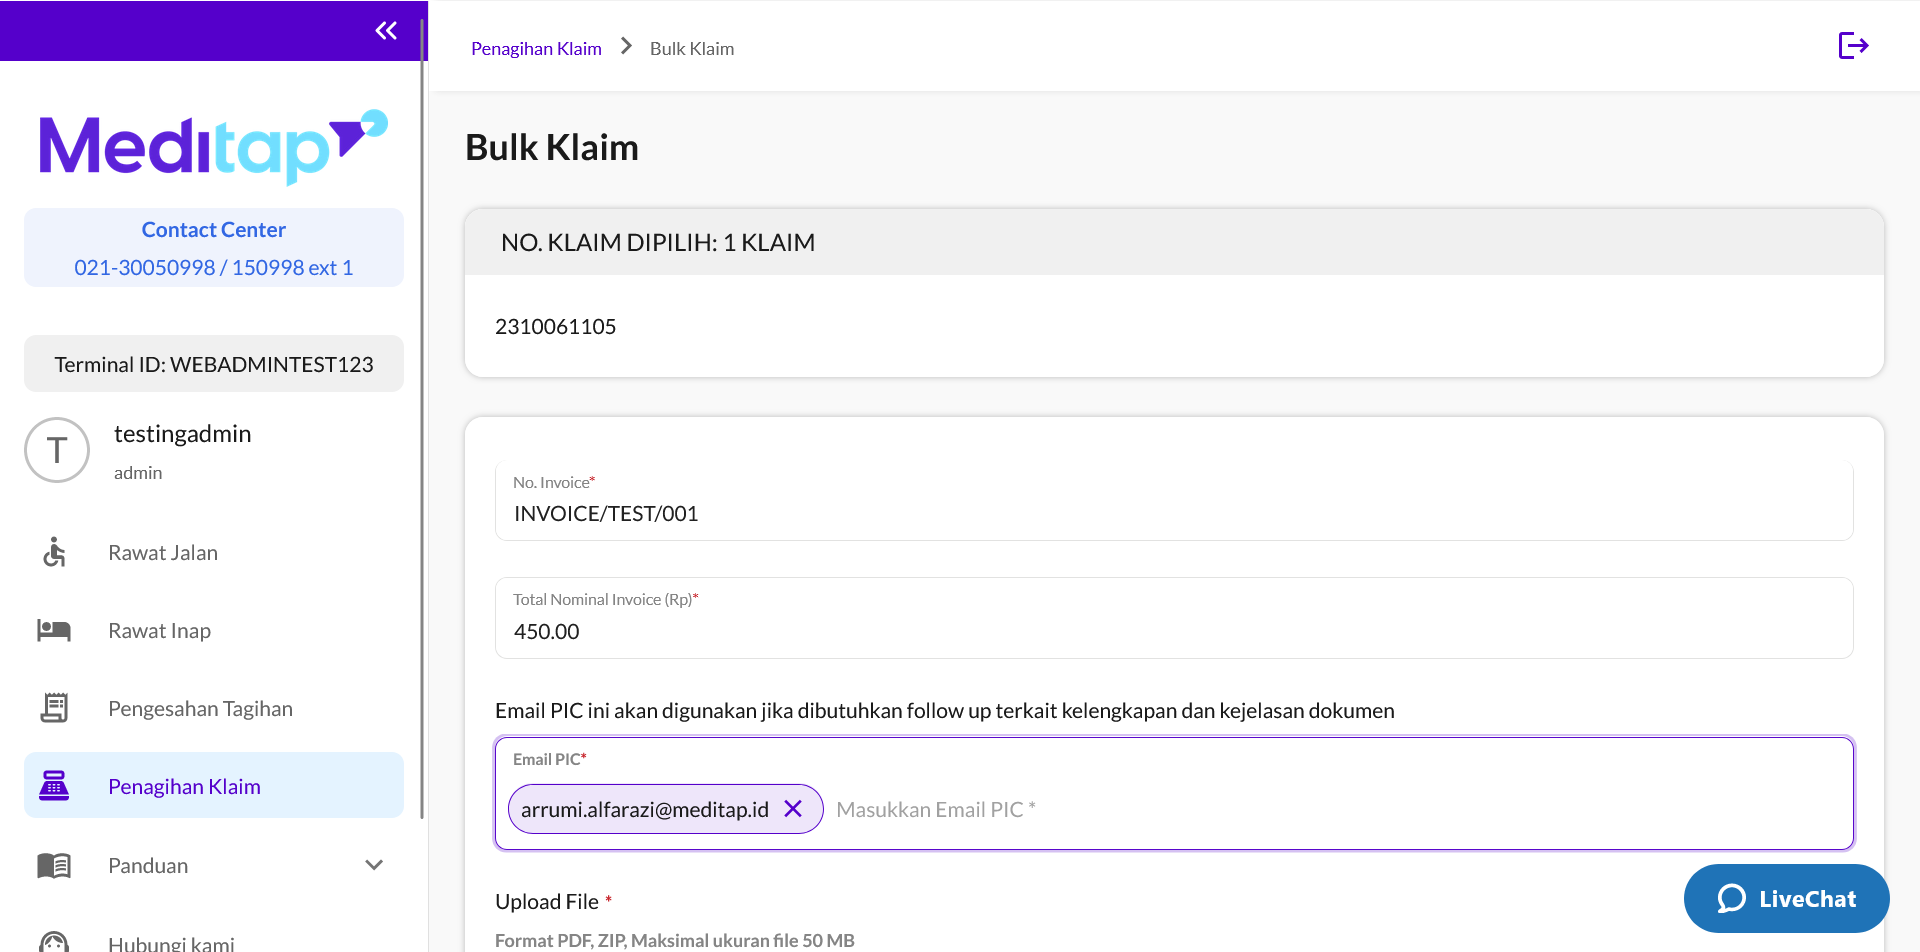 Penagihan Klaim > Bulk Klaim
Meditap
Contact Center
021-30050998 / 150998 ext 1
Terminal ID: WEBADMINTEST123
T
testingadmin
admin
Rawat Jalan
Rawat Inap
Pengesahan Tagihan
Penagihan Klaim
Panduan
Hubungi kami
Bulk Klaim
NO. KLAIM DIPILIH: 1 KLAIM
2310061105
No. Invoice*
INVOICE/TEST/001
Total Nominal Invoice (Rp)*
450.00
Email PIC ini akan digunakan jika dibutuhkan follow up terkait kelengkapan dan kejelasan dokumen
Email PIC*
arrumi.alfarazi@meditap.id Masukkan Email PIC *
Upload File *
Format PDF, ZIP, Maksimal ukuran file 50 MB
LiveChat